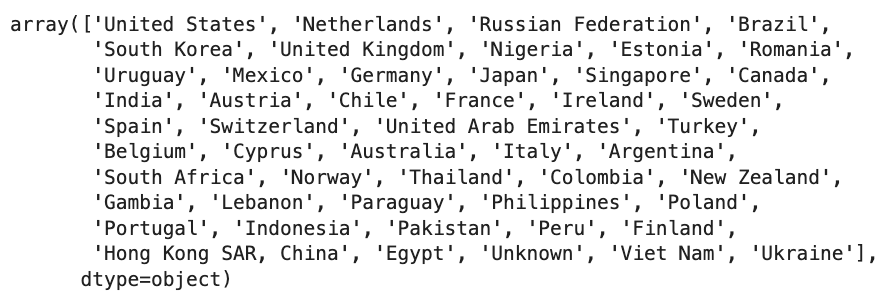 array(['United States', 'Netherlands', 'Russian Federation', 'Brazil',
'South Korea', 'United Kingdom', 'Nigeria', 'Estonia', 'Romania',
'Uruguay', 'Mexico', 'Germany', 'Japan', 'Singapore', 'Canada',
'India', 'Austria', 'Chile', 'France', 'Ireland', 'Sweden',
'Spain', 'Switzerland', 'United Arab Emirates', 'Turkey',
'Belgium', 'Cyprus', 'Australia', 'Italy', 'Argentina',
'South Africa', 'Norway', 'Thailand', 'Colombia', 'New Zealand',
'Gambia', 'Lebanon', 'Paraguay', 'Philippines', 'Poland',
'Portugal', 'Indonesia', 'Pakistan', 'Peru', 'Finland',
'Hong Kong SAR, China', 'Egypt', 'Unknown', 'Viet Nam', 'Ukraine'],
dtype=object)